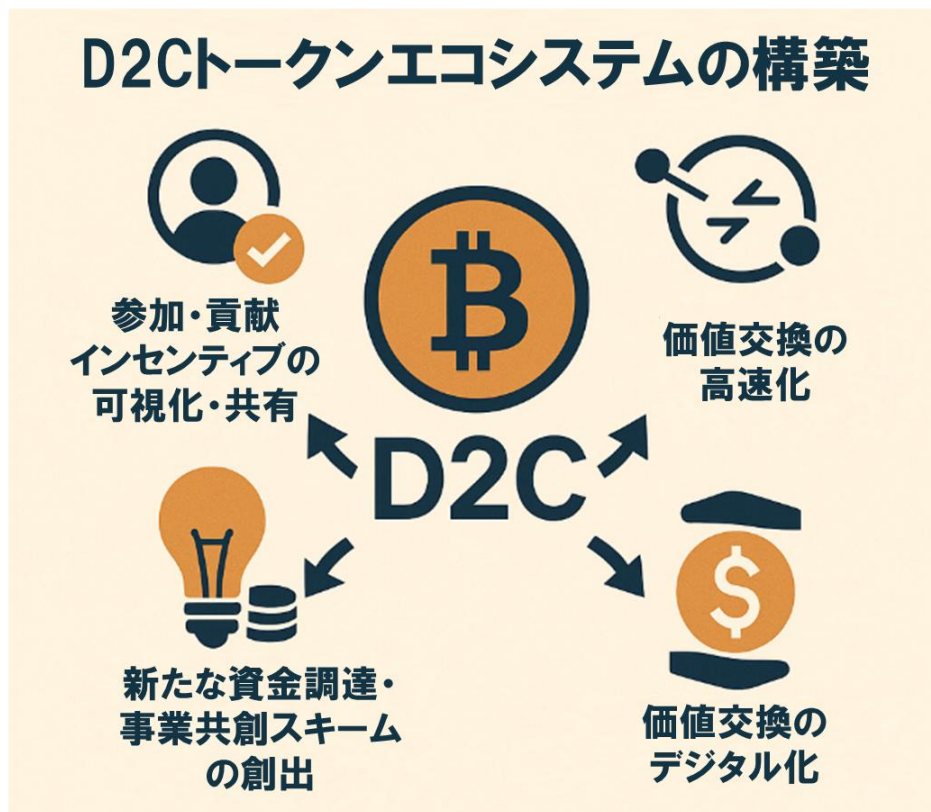 D2Cトークンエコシステムの構築
参加・貢献
インセンティブの
可視化・共有
価値交換の
高速化
D2C
新たな資金調達・
事業共創スキーム
の創出
$
価値交換の
デジタル化